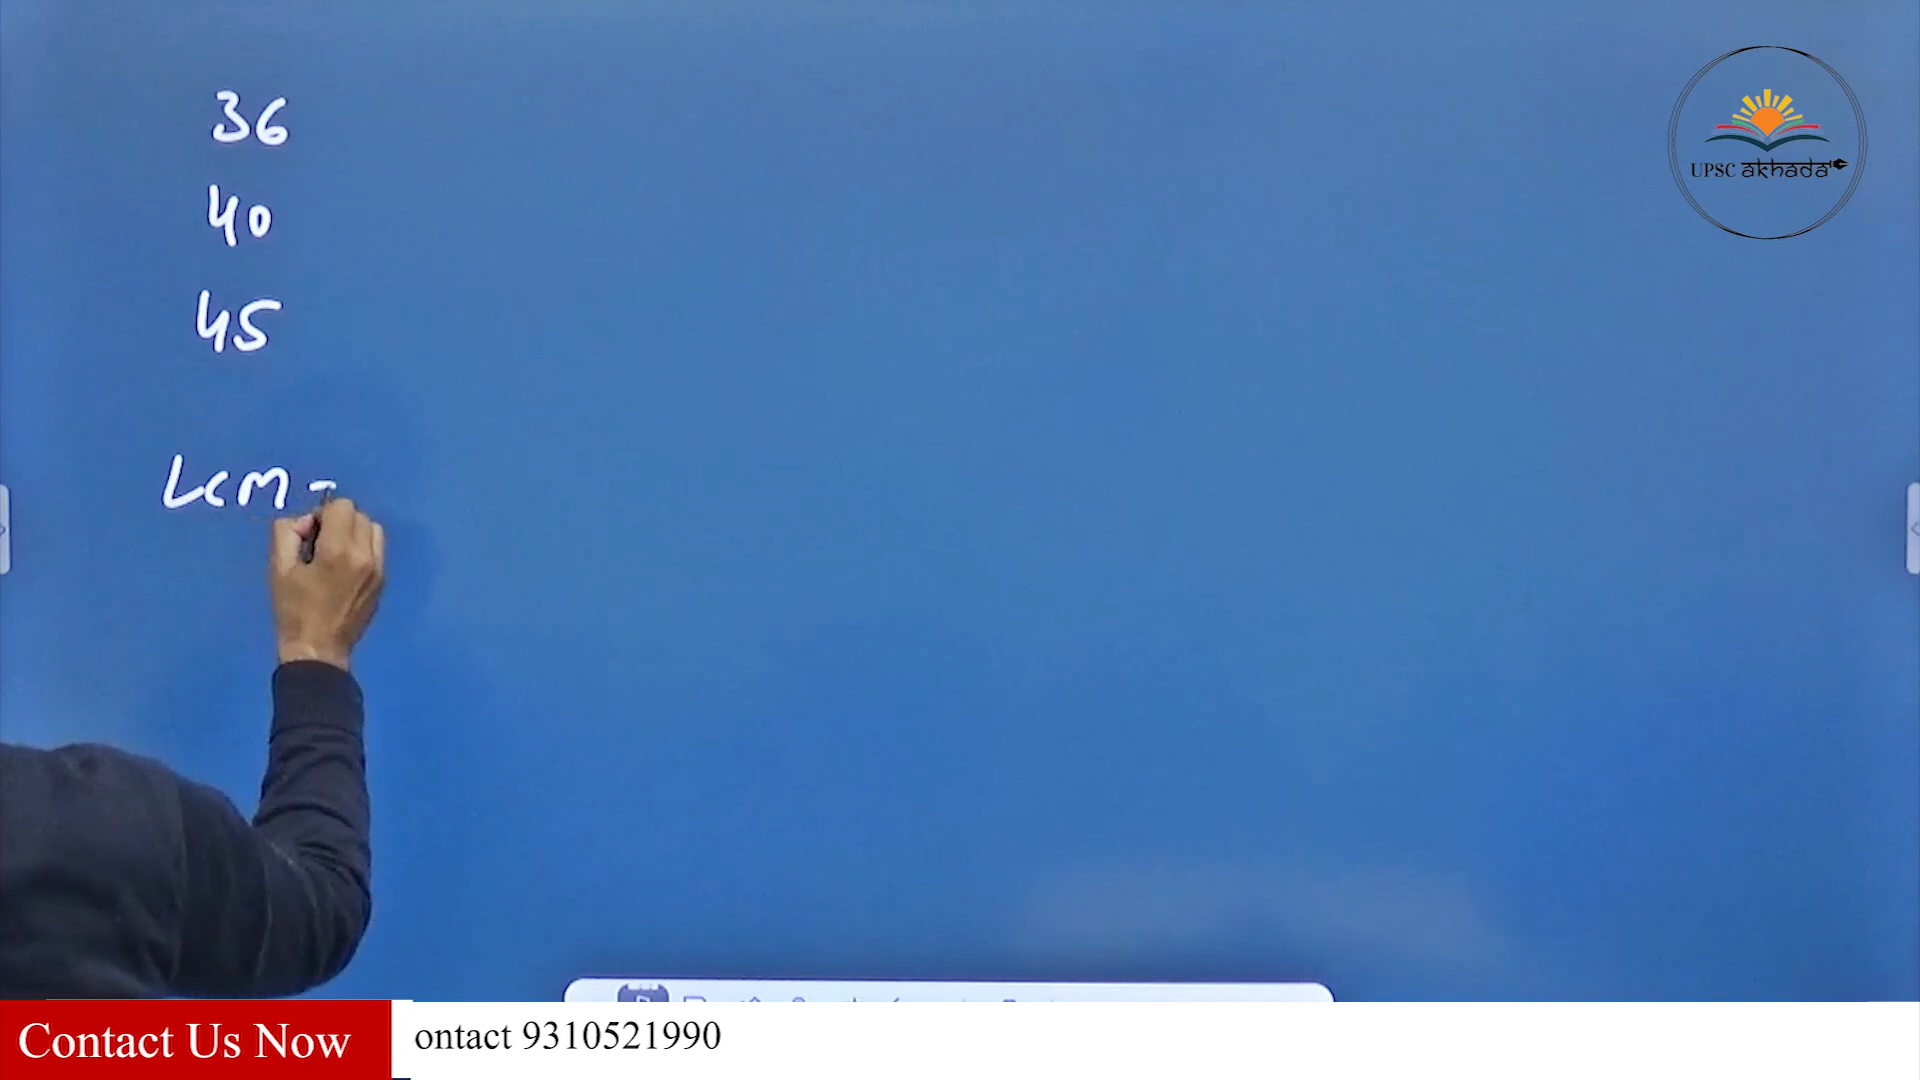 36
40
45
LCM =
UPSC akhada
Contact Us Now
ontact 9310521990